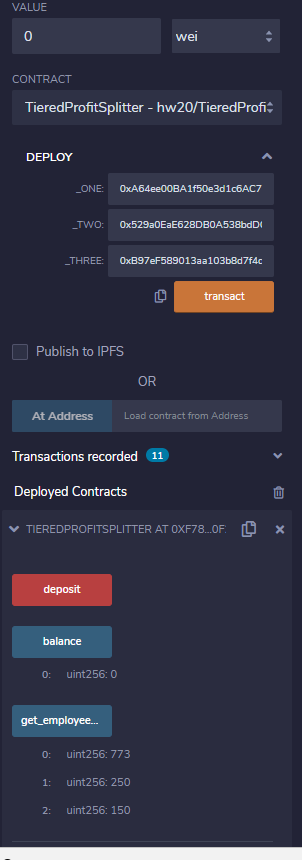 VALUE
0 wei
CONTRACT
TieredProfitSplitter - hw20/TieredProfi
DEPLOY
_ONE: 0xA64ee00BA1f50e3d1c6AC7
_TWO: 0x529a0EaE628DB0A538bdD
_THREE: 0xB97eF589013aa103b8d7f4c
transact
Publish to IPFS
OR
At Address Load contract from Address
Transactions recorded 11
Deployed Contracts
TIEREDPROFITSPLITTER AT 0XF78...0F
deposit
balance
0: uint256: 0
get_employee...
0: uint256: 773
1: uint256: 250
2: uint256: 150